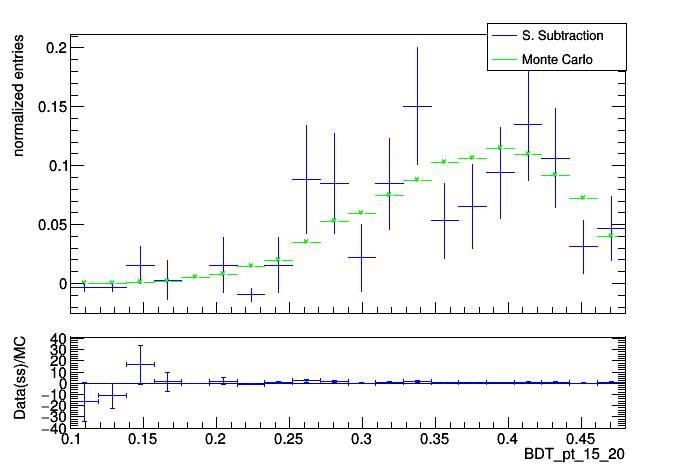 normalized entries
S. Subtraction
Monte Carlo
0.2
0.15
0.1
0.05
0
Data(ss)/MC
40
30
20
10
0
−10
−20
−30
−40
0.1 0.15 0.2 0.25 0.3 0.35 0.4 0.45
BDT_pt_15_20